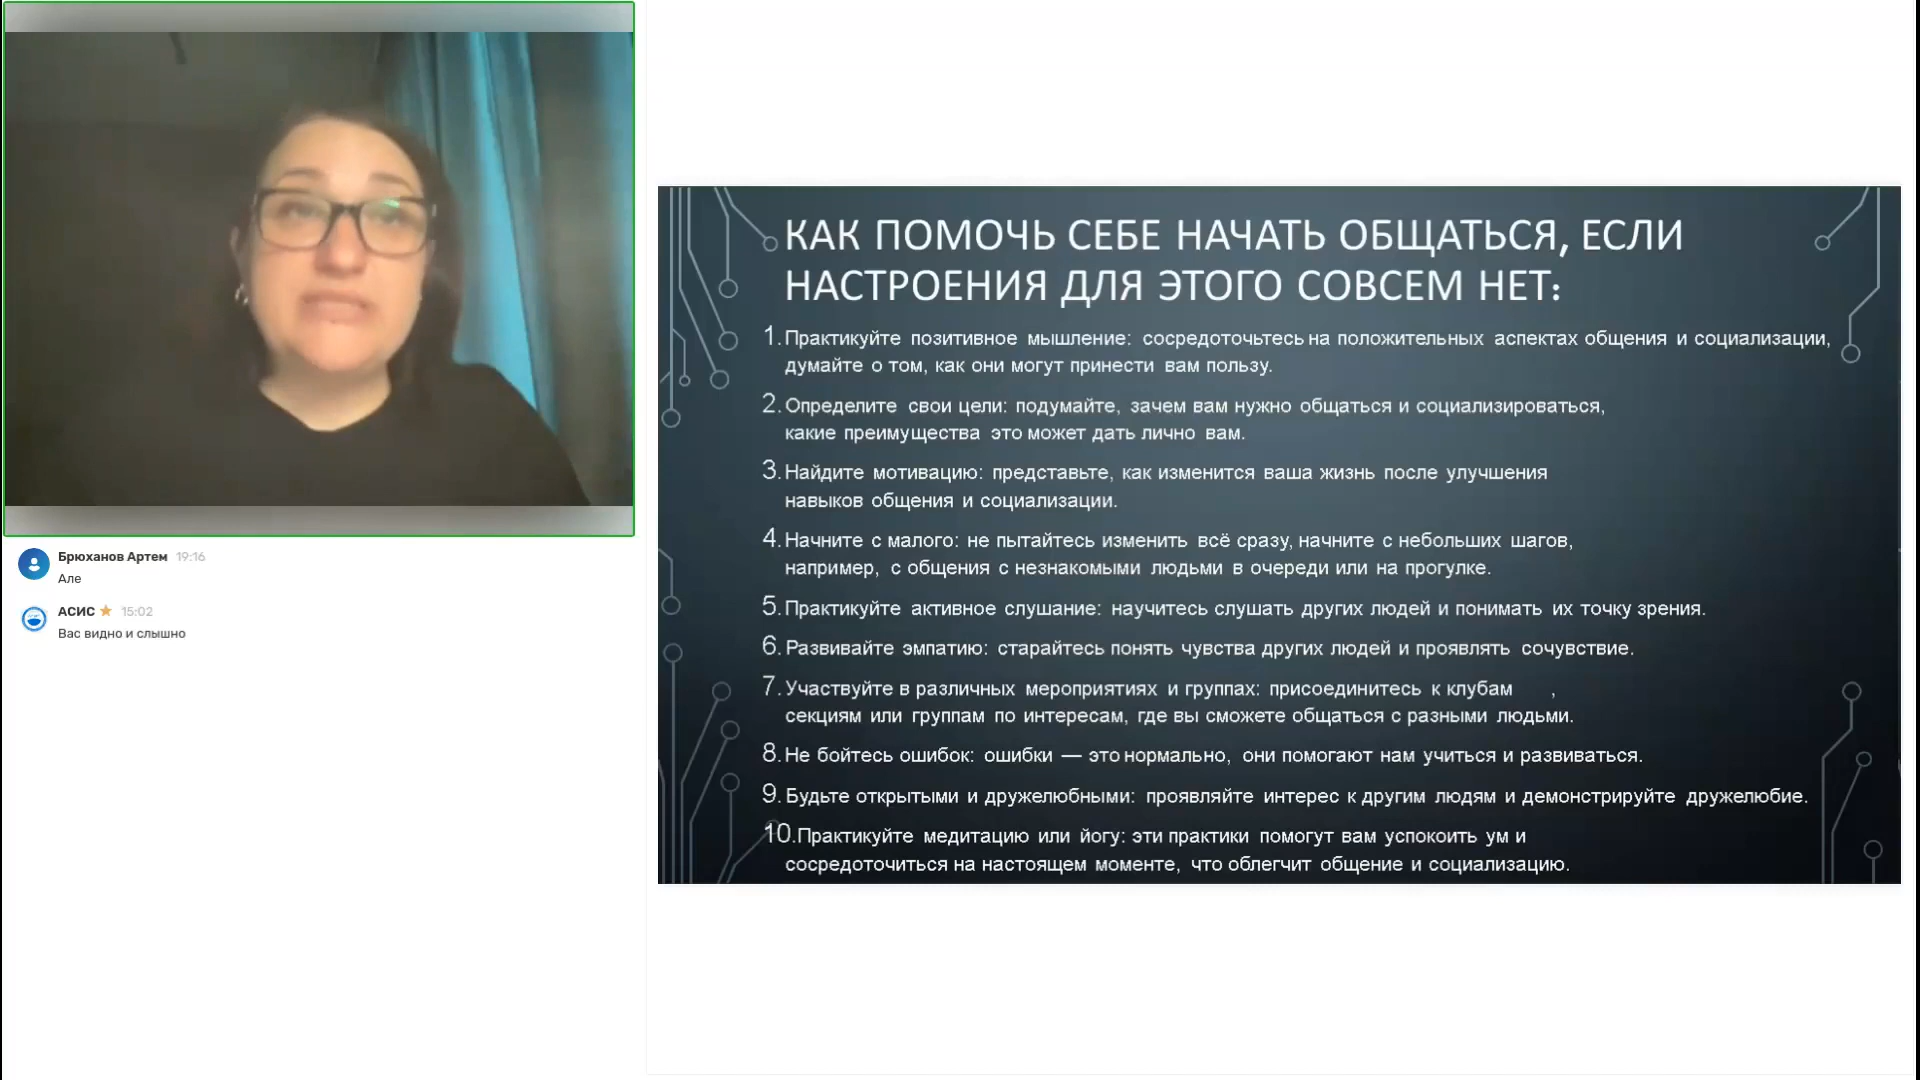 Брюханов Артем 19:16
Але
АСИС 15:02
Вас видно и слышно
КАК ПОМОЧЬ СЕБЕ НАЧАТЬ ОБЩАТЬСЯ, ЕСЛИ
НАСТРОЕНИЯ ДЛЯ ЭТОГО СОВСЕМ НЕТ:
1. Практикуйте позитивное мышление: сосредоточьтесь на положительных аспектах общения и социализации,
думайте о том, как они могут принести вам пользу.
2. Определите свои цели: подумайте, зачем вам нужно общаться и социализироваться,
какие преимущества это может дать лично вам.
3. Найдите мотивацию: представьте, как изменится ваша жизнь после улучшения
навыков общения и социализации.
4. Начните с малого: не пытайтесь изменить всё сразу, начните с небольших шагов,
например, с общения с незнакомыми людьми в очереди или на прогулке.
5. Практикуйте активное слушание: научитесь слушать других людей и понимать их точку зрения.
6. Развивайте эмпатию: старайтесь понять чувства других людей и проявлять сочувствие.
7. Участвуйте в различных мероприятиях и группах: присоединитесь к клубам ,
секциям или группам по интересам, где вы сможете общаться с разными людьми.
8. Не бойтесь ошибок: ошибки — это нормально, они помогают нам учиться и развиваться.
9. Будьте открытыми и дружелюбными: проявляйте интерес к другим людям и демонстрируйте дружелюбие.
10. Практикуйте медитацию или йогу: эти практики помогут вам успокоить ум и
сосредоточиться на настоящем моменте, что облегчит общение и социализацию.